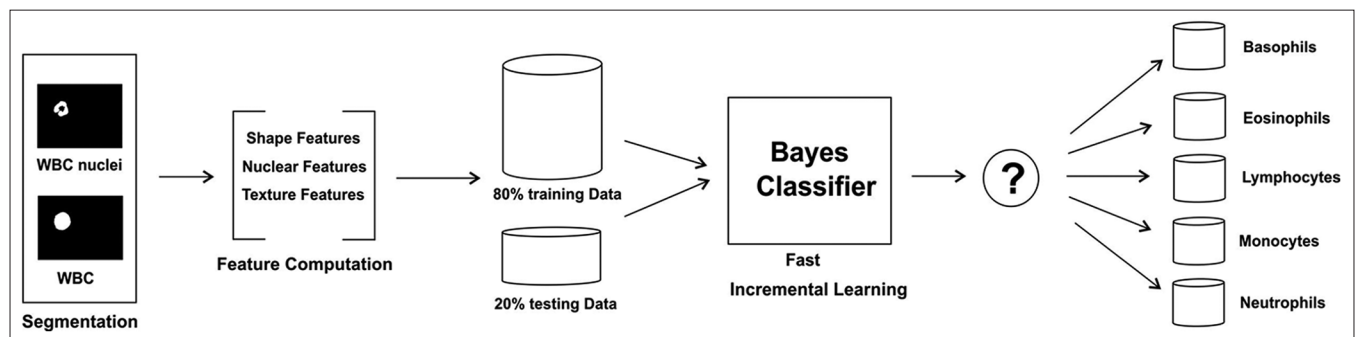 WBC nuclei
WBC
Segmentation
Shape Features
Nuclear Features
Texture Features
Feature Computation
80% training Data
20% testing Data
Bayes
Classifier
Fast
Incremental Learning
?
Basophils
Eosinophils
Lymphocytes
Monocytes
Neutrophils